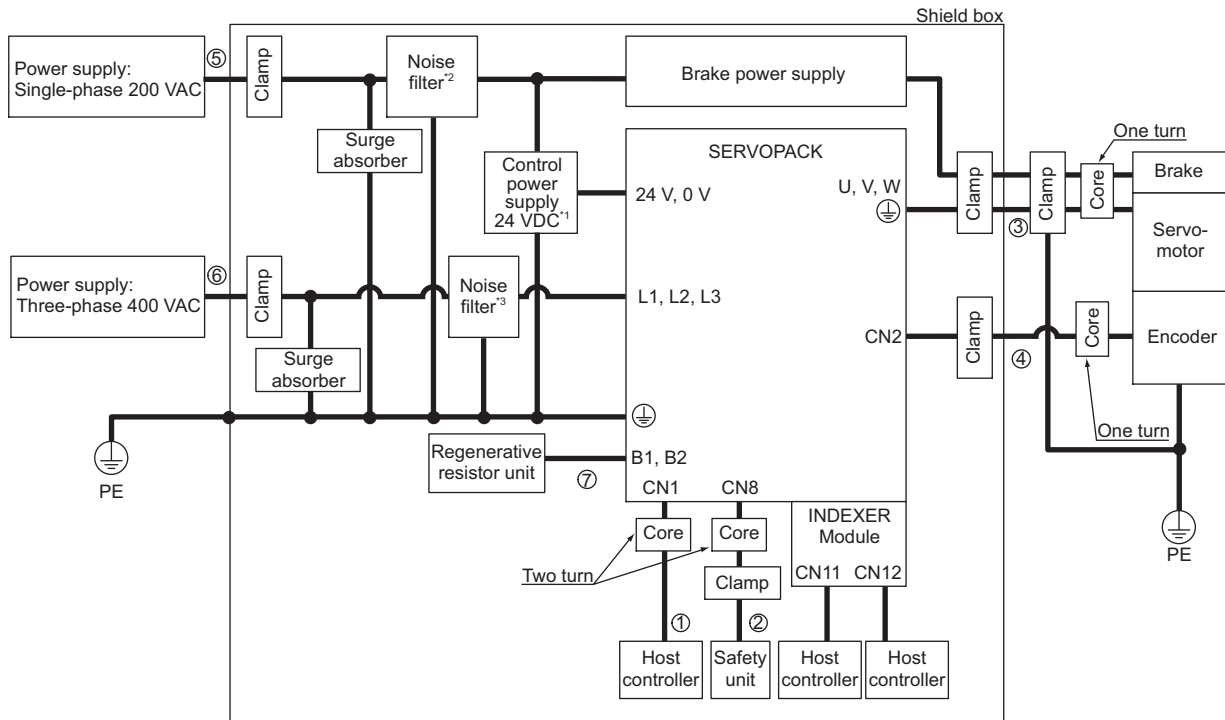 Shield box
Power supply:
Single-phase 200 VAC
⑤
Clamp
Noise
filter*2
Brake power supply
Surge
absorber
Control
power
supply
24 VDC*1
SERVOPACK
24 V, 0 V
U, V, W
Clamp
③
Clamp
Core
One turn
Brake
Servo-
motor
Power supply:
Three-phase 400 VAC
⑥
Clamp
Noise
filter*3
L1, L2, L3
Surge
absorber
CN2
Clamp
④
Core
Encoder
One turn
PE
Regenerative
resistor unit
⑦
B1, B2
CN1
CN8
Core
Core
Two turn
Clamp
INDEXER
Module
CN11
CN12
PE
①
②
Host
controller
Safety
unit
Host
controller
Host
controller